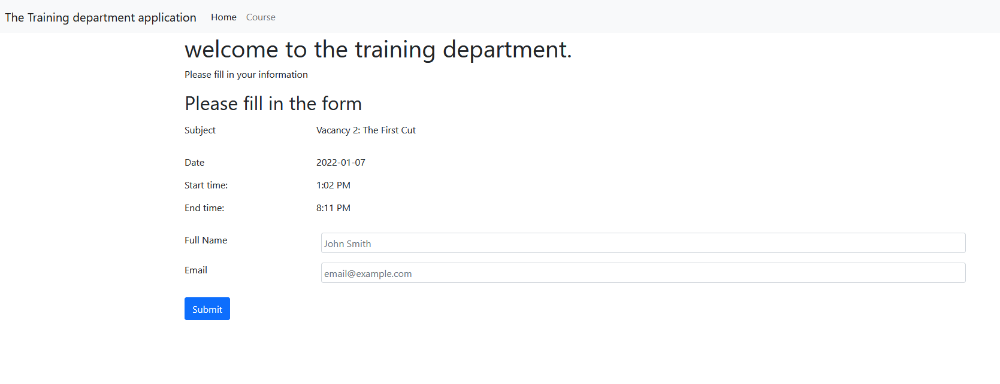 The Training department application Home Course
welcome to the training department.
Please fill in your information
Please fill in the form
Subject Vacancy 2: The First Cut
Date 2022-01-07
Start time: 1:02 PM
End time: 8:11 PM
Full Name John Smith
Email email@example.com
Submit